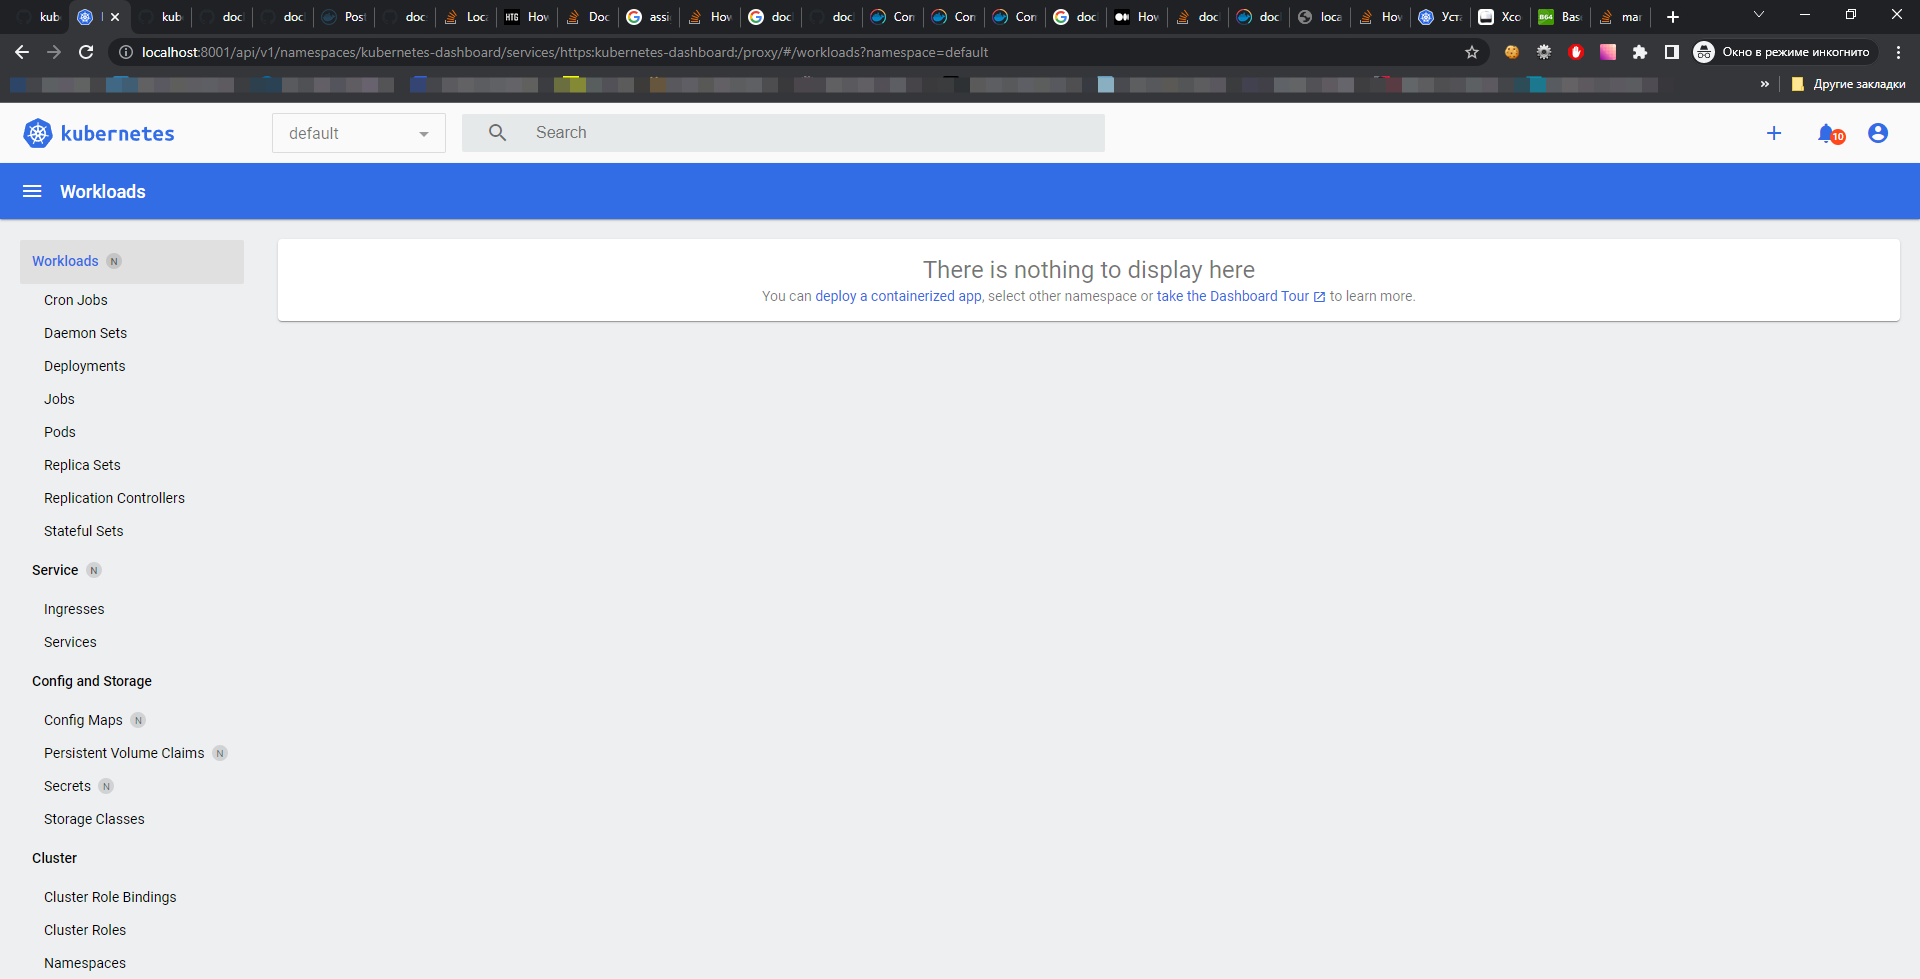 kub
kub
doc
doc
Post
doc
Loca
HTG
How
Doc
assi
How
doc
doc
Con
Con
Con
doc
How
doc
doc
loca
How
Уст
Xco
B64
Bas
mar
localhost:8001/api/v1/namespaces/kubernetes-dashboard/services/https:kubernetes-dashboard:/proxy/#/workloads?namespace=default
Окно в режиме инкогнито
»
Другие закладки
kubernetes
default
Search
10
Workloads
Workloads N
Cron Jobs
Daemon Sets
Deployments
Jobs
Pods
Replica Sets
Replication Controllers
Stateful Sets
Service N
Ingresses
Services
Config and Storage
Config Maps N
Persistent Volume Claims N
Secrets N
Storage Classes
Cluster
Cluster Role Bindings
Cluster Roles
Namespaces
There is nothing to display here
You can deploy a containerized app, select other namespace or take the Dashboard Tour to learn more.